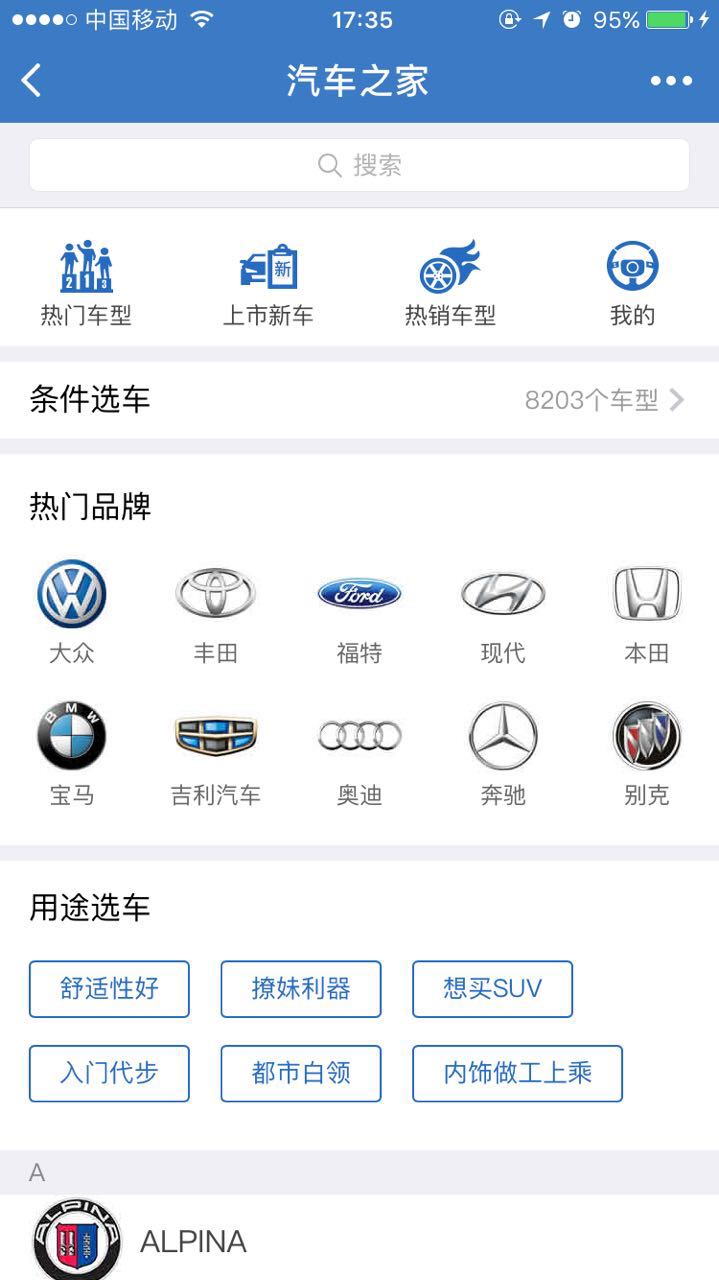 中国移动 17:35 95%
汽车之家
搜索
2 1 3 新
热门车型 上市新车 热销车型 我的
条件选车 8203个车型
热门品牌
Ford
大众 丰田 福特 现代 本田
BMW
宝马 吉利汽车 奥迪 奔驰 别克
用途选车
舒适性好 撩妹利器 想买SUV
入门代步 都市白领 内饰做工上乘
A
ALPINA
ALPINA